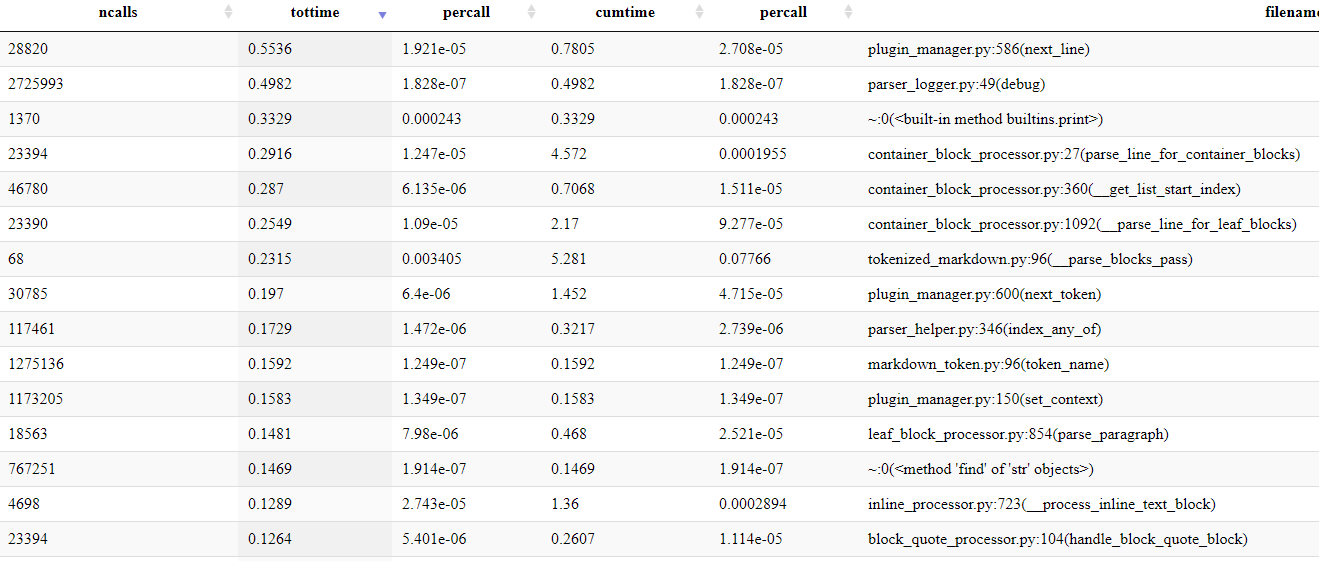 ncalls tottime percall cumtime percall filename
28820 0.5536 1.921e-05 0.7805 2.708e-05 plugin_manager.py:586(next_line)
2725993 0.4982 1.828e-07 0.4982 1.828e-07 parser_logger.py:49(debug)
1370 0.3329 0.000243 0.3329 0.000243 ~:0(<built-in method builtins.print>)
23394 0.2916 1.247e-05 4.572 0.0001955 container_block_processor.py:27(parse_line_for_container_blocks)
46780 0.287 6.135e-06 0.7068 1.511e-05 container_block_processor.py:360(__get_list_start_index)
23390 0.2549 1.09e-05 2.17 9.277e-05 container_block_processor.py:1092(__parse_line_for_leaf_blocks)
68 0.2315 0.003405 5.281 0.07766 tokenized_markdown.py:96(__parse_blocks_pass)
30785 0.197 6.4e-06 1.452 4.715e-05 plugin_manager.py:600(next_token)
117461 0.1729 1.472e-06 0.3217 2.739e-06 parser_helper.py:346(index_any_of)
1275136 0.1592 1.249e-07 0.1592 1.249e-07 markdown_token.py:96(token_name)
1173205 0.1583 1.349e-07 0.1583 1.349e-07 plugin_manager.py:150(set_context)
18563 0.1481 7.98e-06 0.468 2.521e-05 leaf_block_processor.py:854(parse_paragraph)
767251 0.1469 1.914e-07 0.1469 1.914e-07 ~:0(<method 'find' of 'str' objects>)
4698 0.1289 2.743e-05 1.36 0.0002894 inline_processor.py:723(__process_inline_text_block)
23394 0.1264 5.401e-06 0.2607 1.114e-05 block_quote_processor.py:104(handle_block_quote_block)